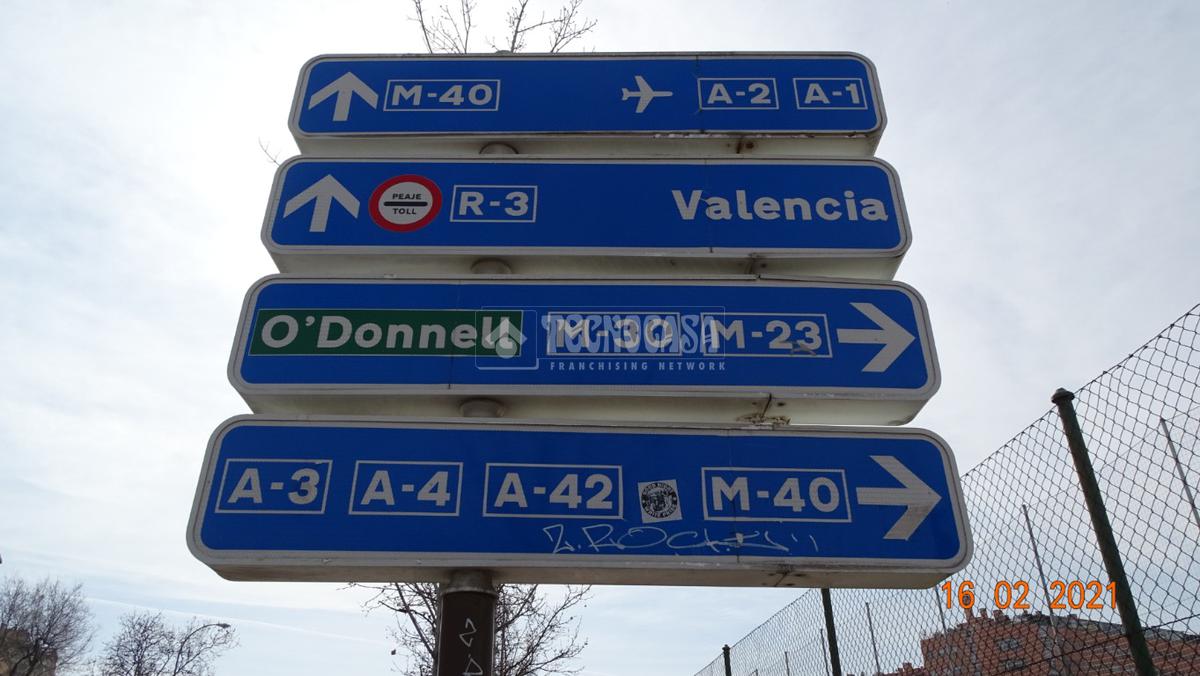 M-40 A-2 A-1
PEAJE
TOLL
R-3 Valencia
O'Donnell M-30 M-23
TECNOCASA
FRANCHISING NETWORK
A-3 A-4 A-42 M-40
16 02 2021